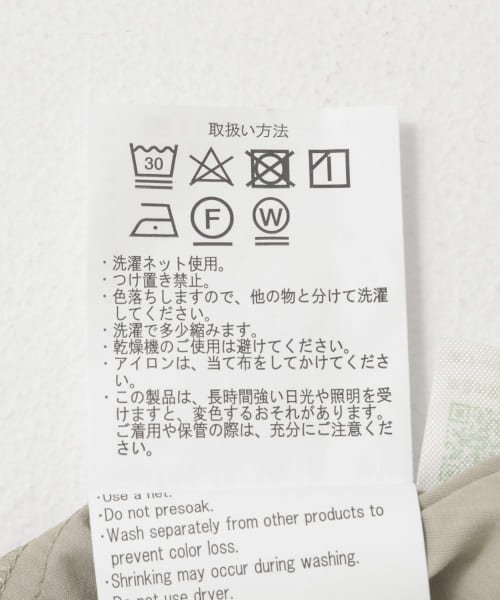 取扱い方法
30
F W
・洗濯ネット使用。
・つけ置き禁止。
・色落ちしますので、他の物と分けて洗濯
してください。
・洗濯で多少縮みます。
・乾燥機のご使用は避けてください。
・アイロンは、当て布をしてかけてくださ
い。
・この製品は、長時間強い日光や照明を受
けますと、変色するおそれがあります。
ご着用や保管の際は、充分にご注意くだ
さい。
・Use a net.
・Do not presoak.
・Wash separately from other products to
prevent color loss.
・Shrinking may occur during washing.
・Do not use dryer.